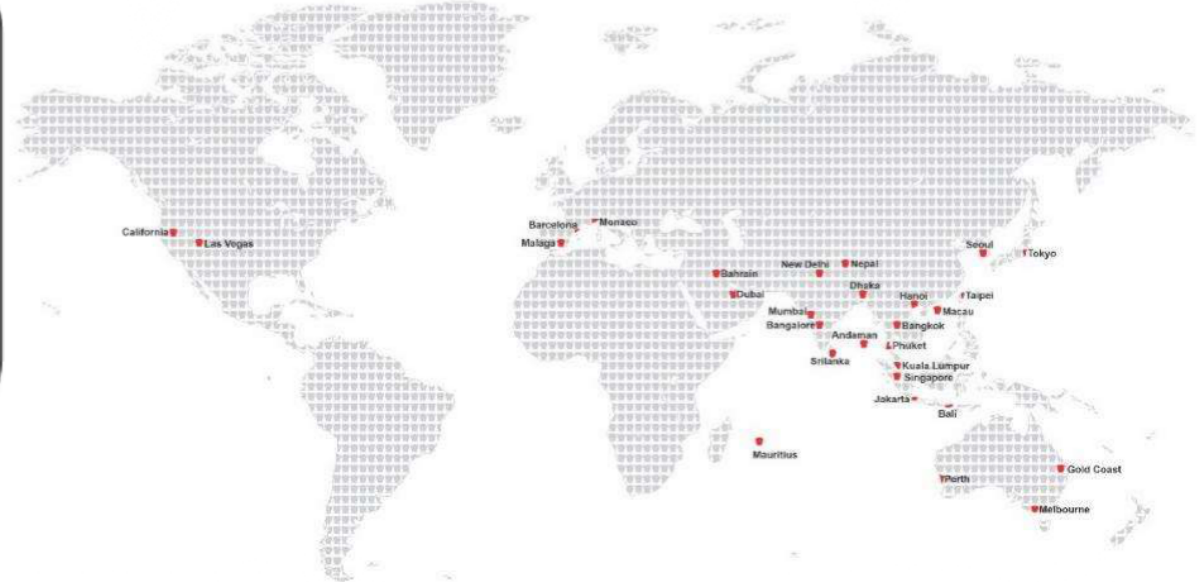 Barcelona
Monaco
California
Las Vegas
Malaga
Seoul
Tokyo
New Delhi
Nepal
Bahrain
Dhaka
Dubai
Hanoi
Taipei
Mumbai
Macau
Bangalore
Bangkok
Andaman
Phuket
Srilanka
Kuala Lumpur
Singapore
Jakarta
Bali
Mauritius
Gold Coast
Perth
Melbourne